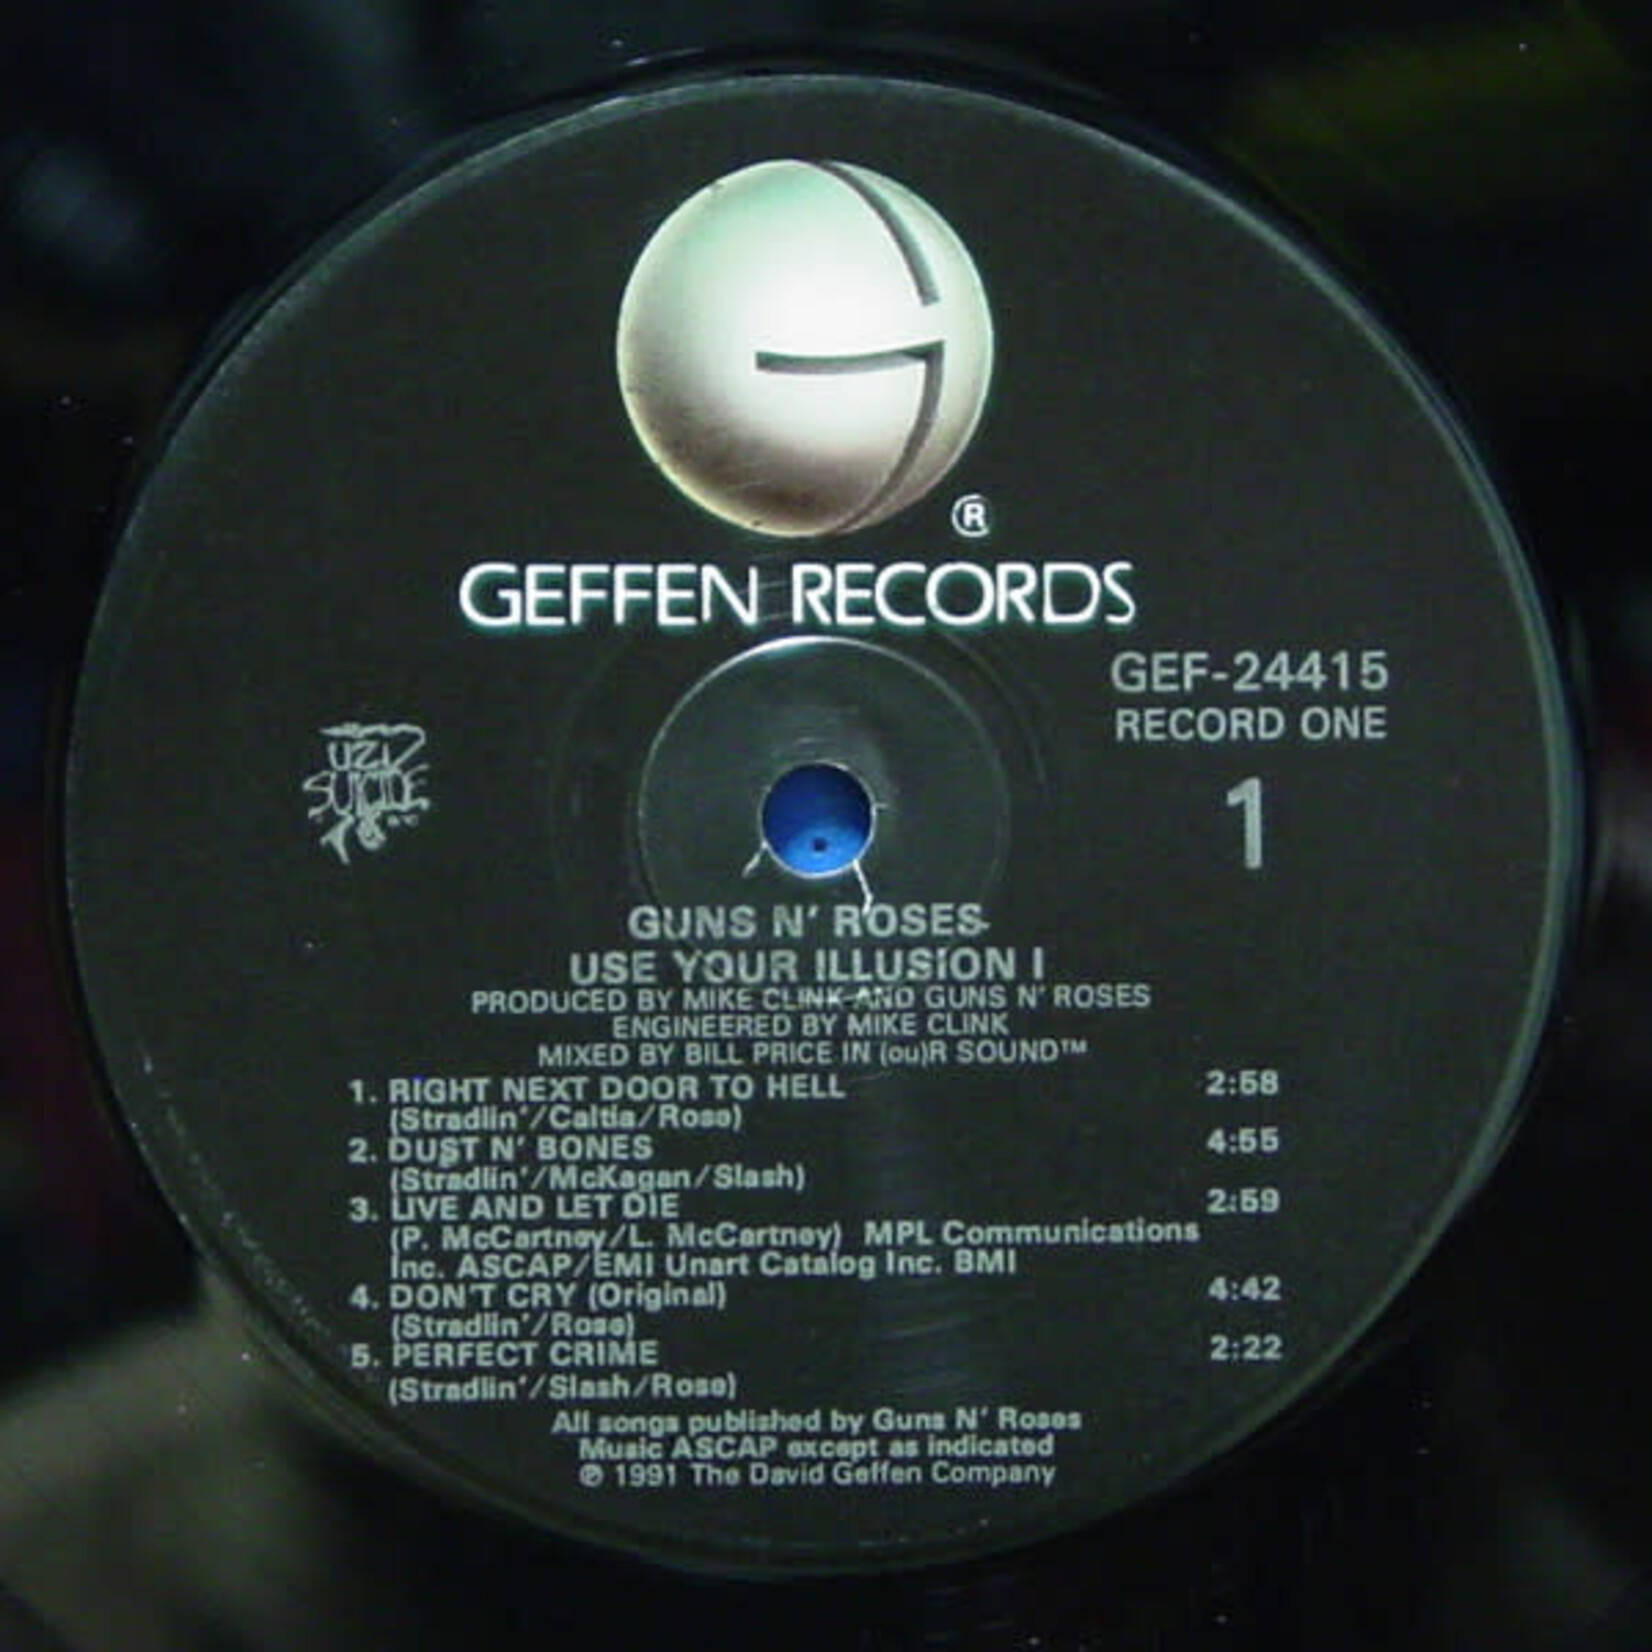 ®
GEFFEN RECORDS
GEF-24415
RECORD ONE
UZI
SUICIDE
1
GUNS N' ROSES
USE YOUR ILLUSION I
PRODUCED BY MIKE CLINK AND GUNS N' ROSES
ENGINEERED BY MIKE CLINK
MIXED BY BILL PRICE IN (ou)R SOUND™
1. RIGHT NEXT DOOR TO HELL 2:58
(Stradlin'/Caltia/Rose)
2. DUST N' BONES 4:55
(Stradlin'/McKagan/Slash)
3. LIVE AND LET DIE 2:59
(P. McCartney/L. McCartney) MPL Communications
Inc. ASCAP/EMI Unart Catalog Inc. BMI
4. DON'T CRY (Original) 4:42
(Stradlin'/Rose)
5. PERFECT CRIME 2:22
(Stradlin'/Slash/Rose)
All songs published by Guns N' Roses
Music ASCAP except as indicated
℗ 1991 The David Geffen Company